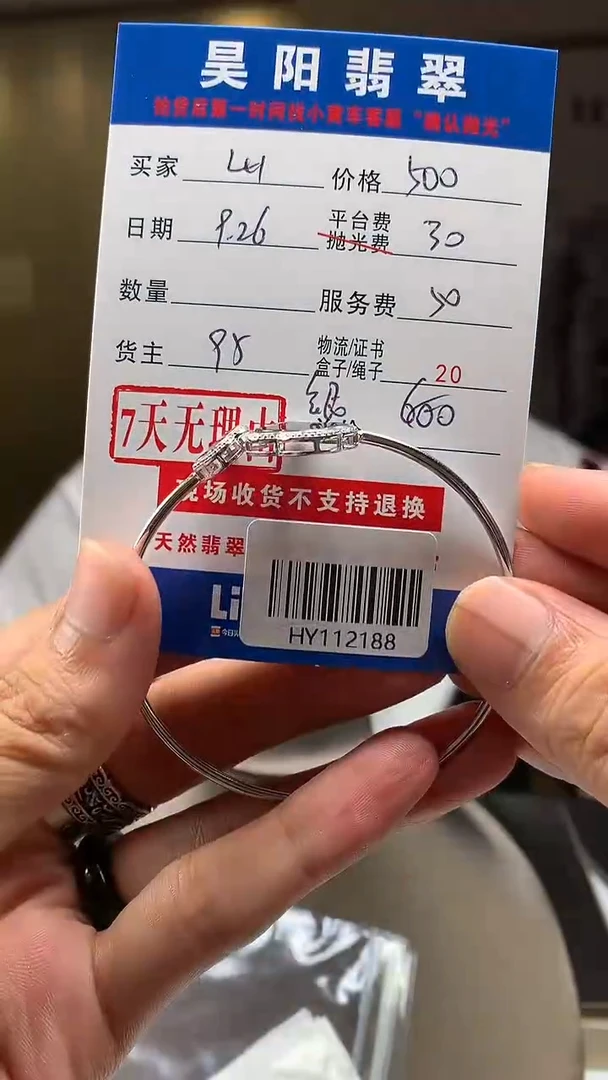 昊阳翡翠
买家 LH 价格 500
日期 9.26 平台费 30
抛光费
数量 服务费 50
货主 98 物流/证书
盒子/绳子 20
600
7天无理由
现场收货不支持退换
天然翡翠
Li
HY112188